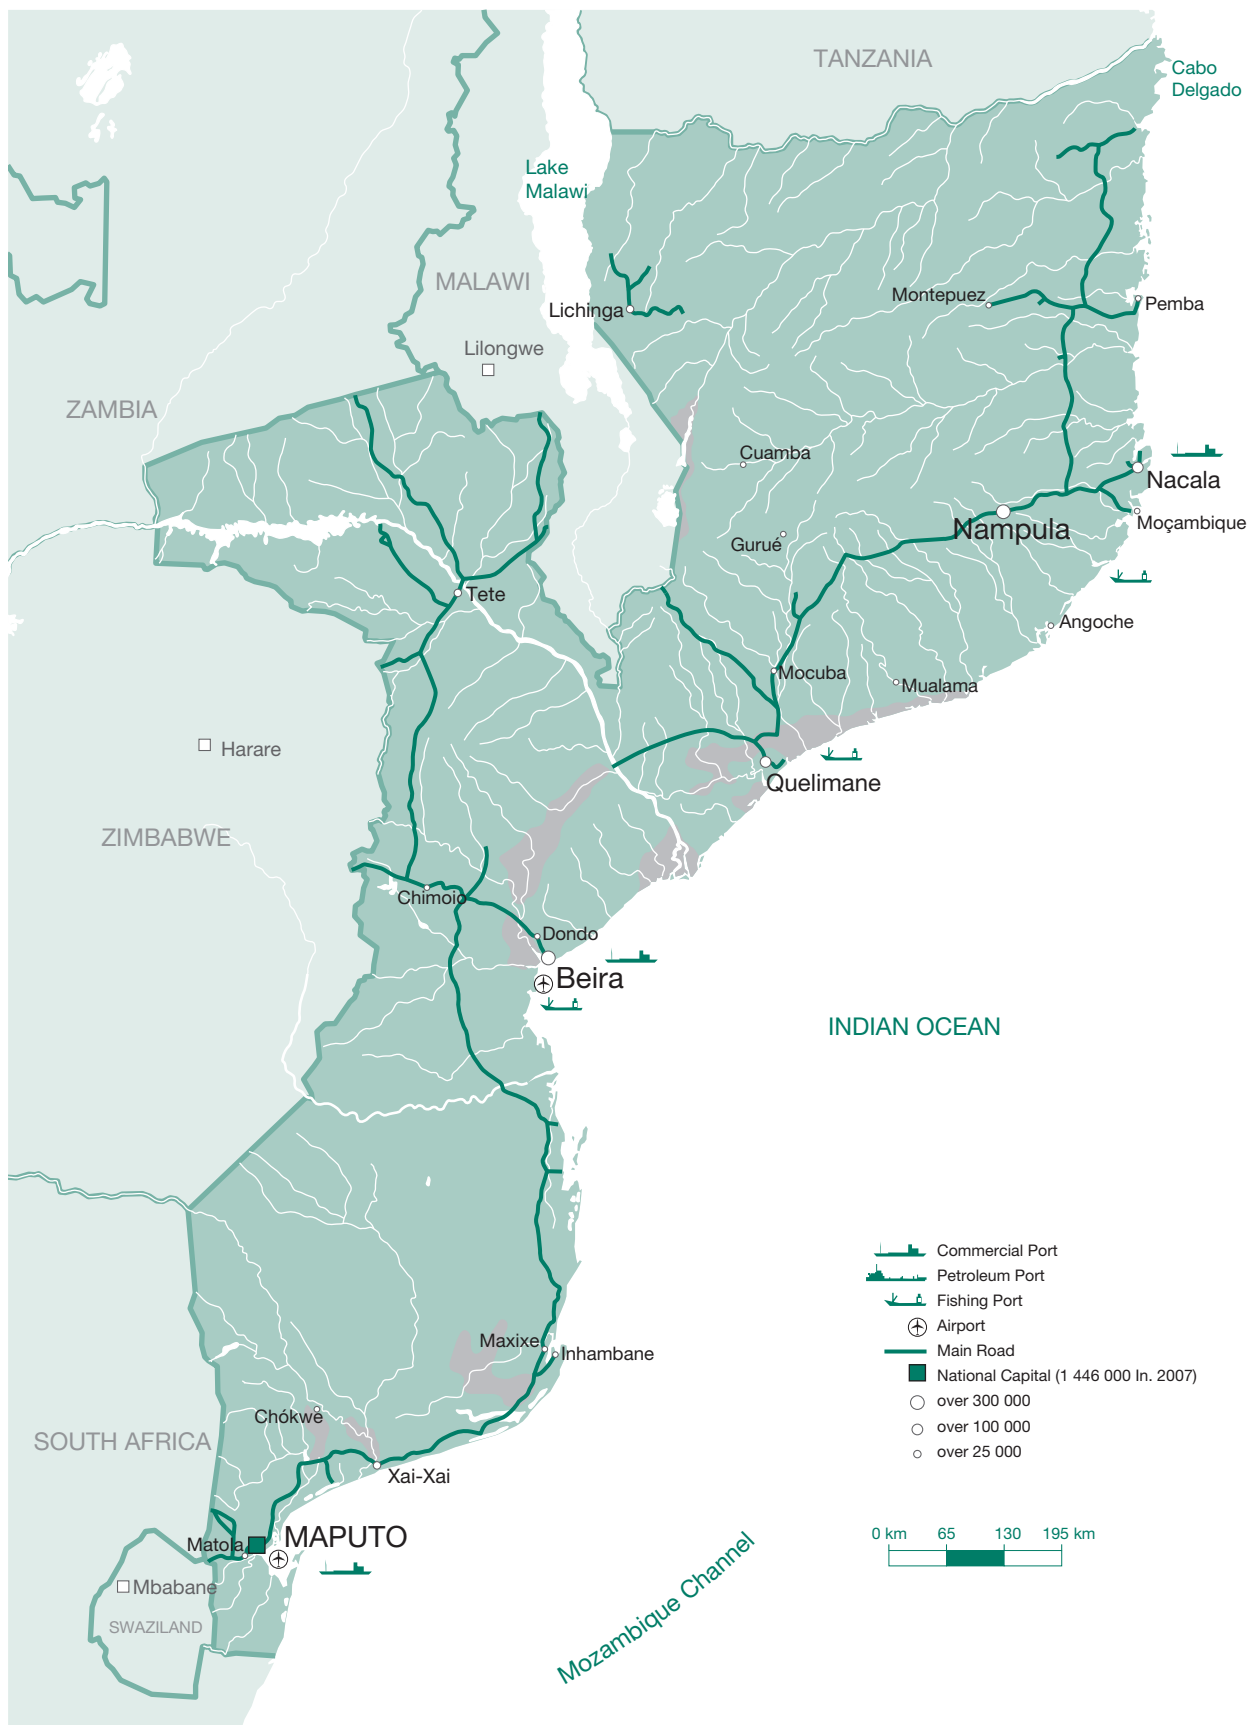 TANZANIA
Cabo
Delgado
Lake
Malawi
MALAWI
Lichinga
Montepuez
Pemba
Lilongwe
ZAMBIA
Cuamba
Nacala
Nampula
Moçambique
Gurué
Tete
Angoche
Mocuba
Mualama
Harare
Quelimane
ZIMBABWE
Chimoio
Dondo
Beira
INDIAN OCEAN
Commercial Port
Petroleum Port
Fishing Port
Airport
Main Road
National Capital (1 446 000 In. 2007)
over 300 000
over 100 000
over 25 000
Maxixe
Inhambane
Chókwè
SOUTH AFRICA
Xai-Xai
MAPUTO
Matola
0 km 65 130 195 km
Mbabane
SWAZILAND
Mozambique Channel